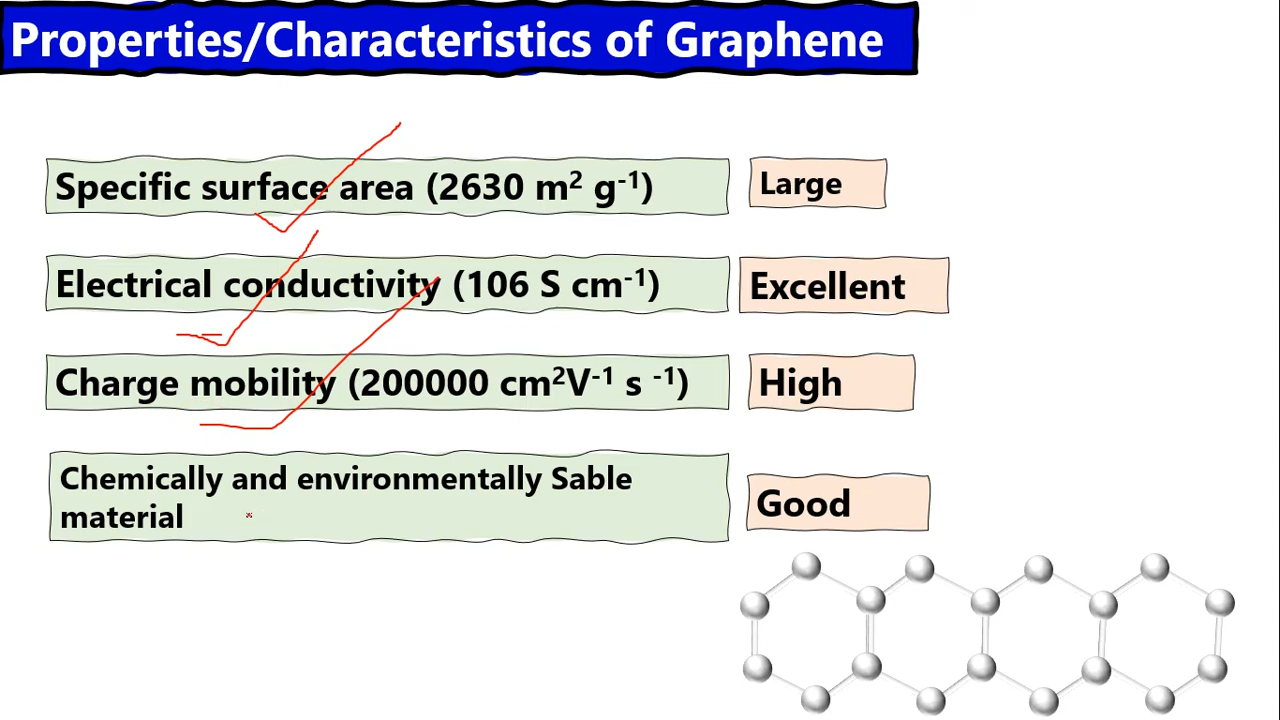 Properties/Characteristics of Graphene
Specific surface area (2630 m² g⁻¹) Large
Electrical conductivity (106 S cm⁻¹) Excellent
Charge mobility (200000 cm²V⁻¹ s ⁻¹) High
Chemically and environmentally Sable
material
Good